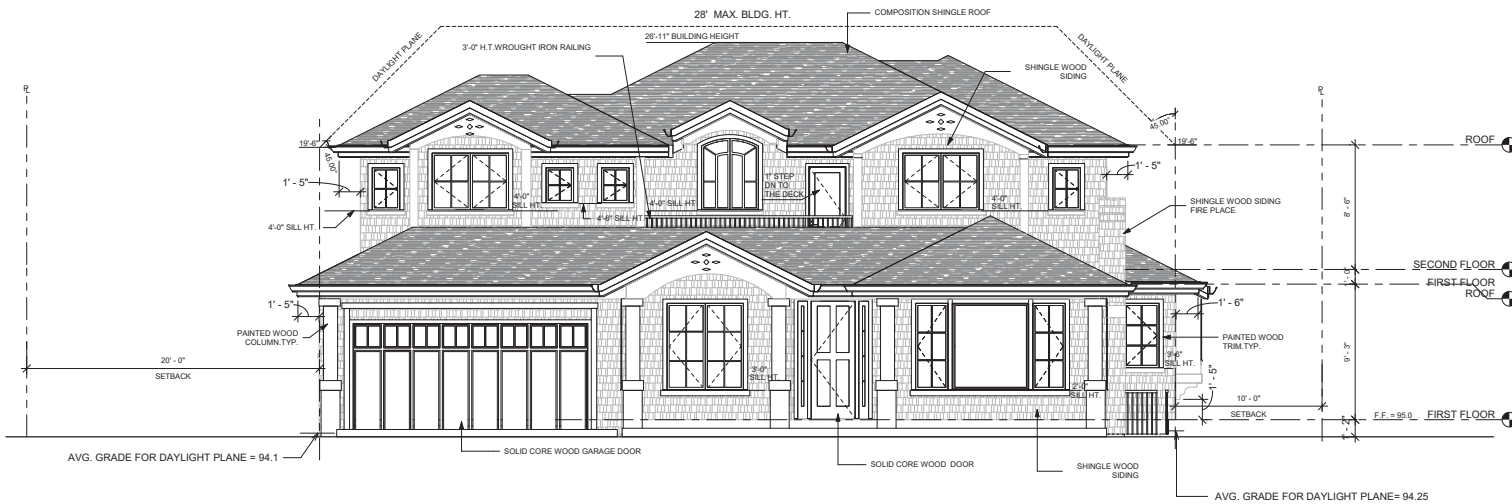 28' MAX. BLDG. HT.
COMPOSITION SHINGLE ROOF
26'-11" BUILDING HEIGHT
3'-0" H.T.WROUGHT IRON RAILING
DAYLIGHT PLANE
DAYLIGHT PLANE
SHINGLE WOOD
SIDING
45.00°
19'-6"
19'-6"
45.00°
ROOF
1' - 5"
1" STEP
DN TO
THE DECK
1' - 5"
4'-0"
SILL HT.
4'-6" SILL HT.
4'-0" SILL HT.
4'-0"
SILL HT.
4'-0" SILL HT.
SHINGLE WOOD SIDING
FIRE PLACE
8' - 6"
SECOND FLOOR
FIRST FLOOR
ROOF
1' - 5"
1' - 6"
PAINTED WOOD
COLUMN.TYP.
PAINTED WOOD
TRIM.TYP.
20' - 0"
SETBACK
3'-0"
SILL HT.
2'-0"
SILL HT.
3'-6"
SILL HT.
1' - 5"
9' - 3"
10' - 0"
SETBACK
F.F. = 95.0
FIRST FLOOR
1' - 2"
AVG. GRADE FOR DAYLIGHT PLANE = 94.1
SOLID CORE WOOD GARAGE DOOR
SOLID CORE WOOD DOOR
SHINGLE WOOD
SIDING
AVG. GRADE FOR DAYLIGHT PLANE= 94.25